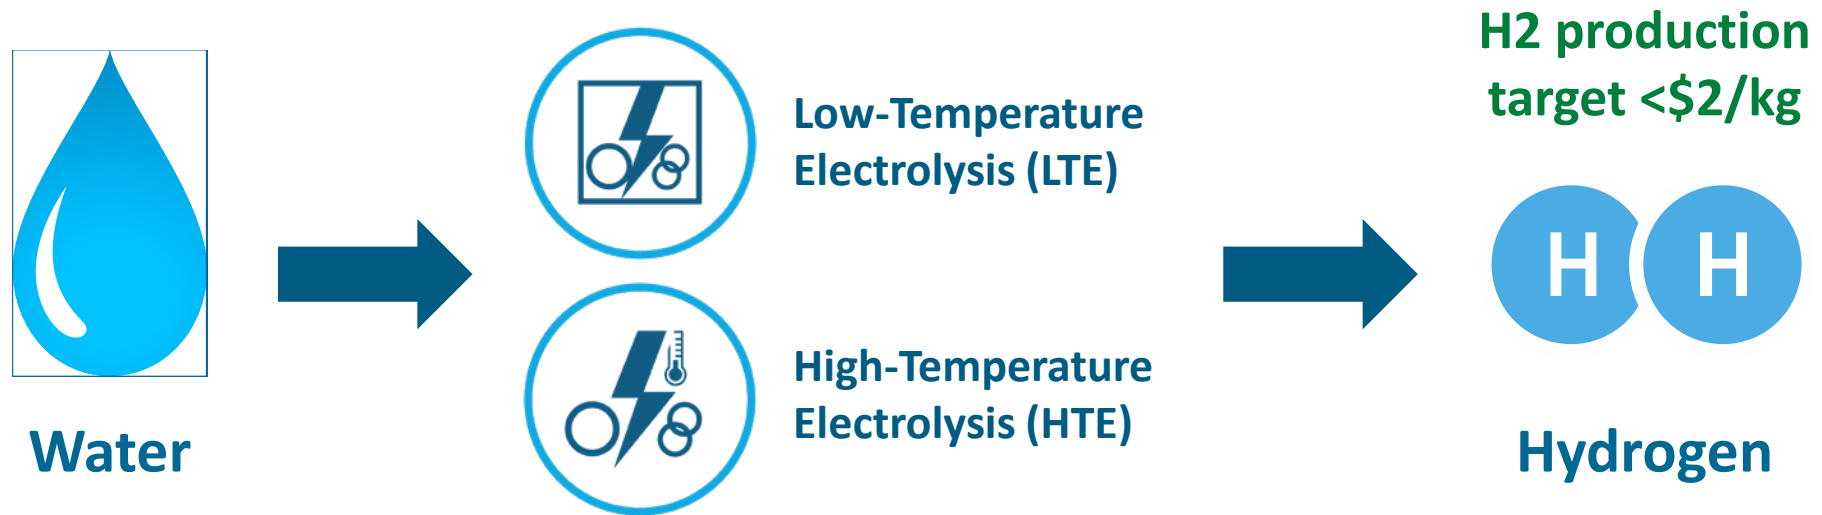 Water
Low-Temperature
Electrolysis (LTE)
High-Temperature
Electrolysis (HTE)
H2 production
target <$2/kg
H H
Hydrogen